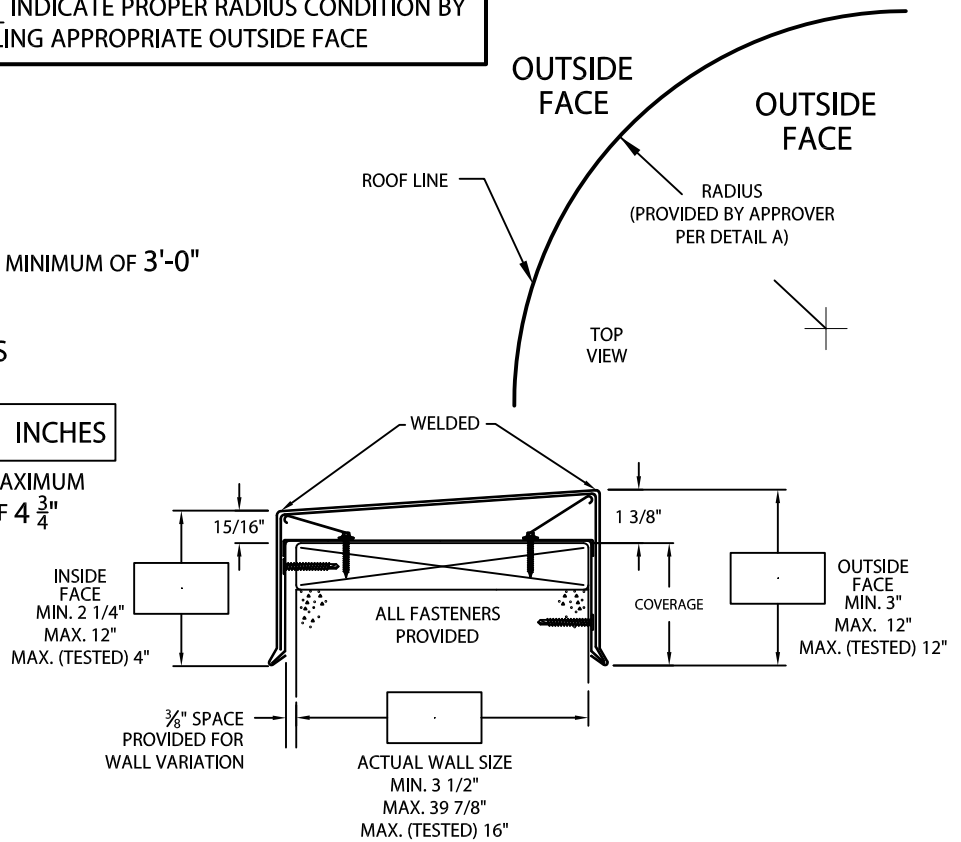 INDICATE PROPER RADIUS CONDITION BY
APPROPRIATE OUTSIDE FACE
OUTSIDE
FACE
OUTSIDE
FACE
ROOF LINE
RADIUS
(PROVIDED BY APPROVER
PER DETAIL A)
MINIMUM OF 3'-0"
TOP
VIEW
INCHES
4 3/4"
WELDED
15/16"
1 3/8"
INSIDE
FACE
MIN. 2 1/4"
MAX. 12"
MAX. (TESTED) 4"
ALL FASTENERS
PROVIDED
COVERAGE
OUTSIDE
FACE
MIN. 3"
MAX. 12"
MAX. (TESTED) 12"
3/8" SPACE
PROVIDED FOR
WALL VARIATION
ACTUAL WALL SIZE
MIN. 3 1/2"
MAX. 39 7/8"
MAX. (TESTED) 16"